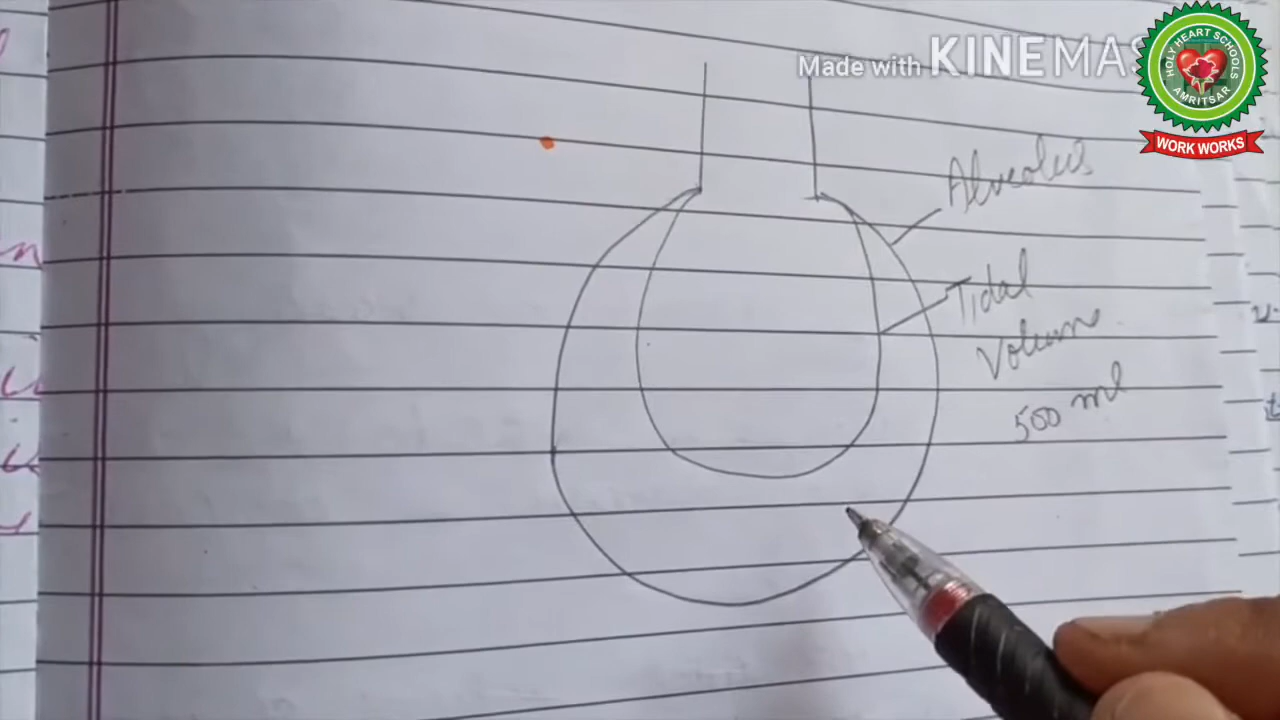 Made with KINEMAS
HOLY HEART SCHOOLS
AMRITSAR
WORK WORKS
Alveolus
Tidal
Volume
500 ml